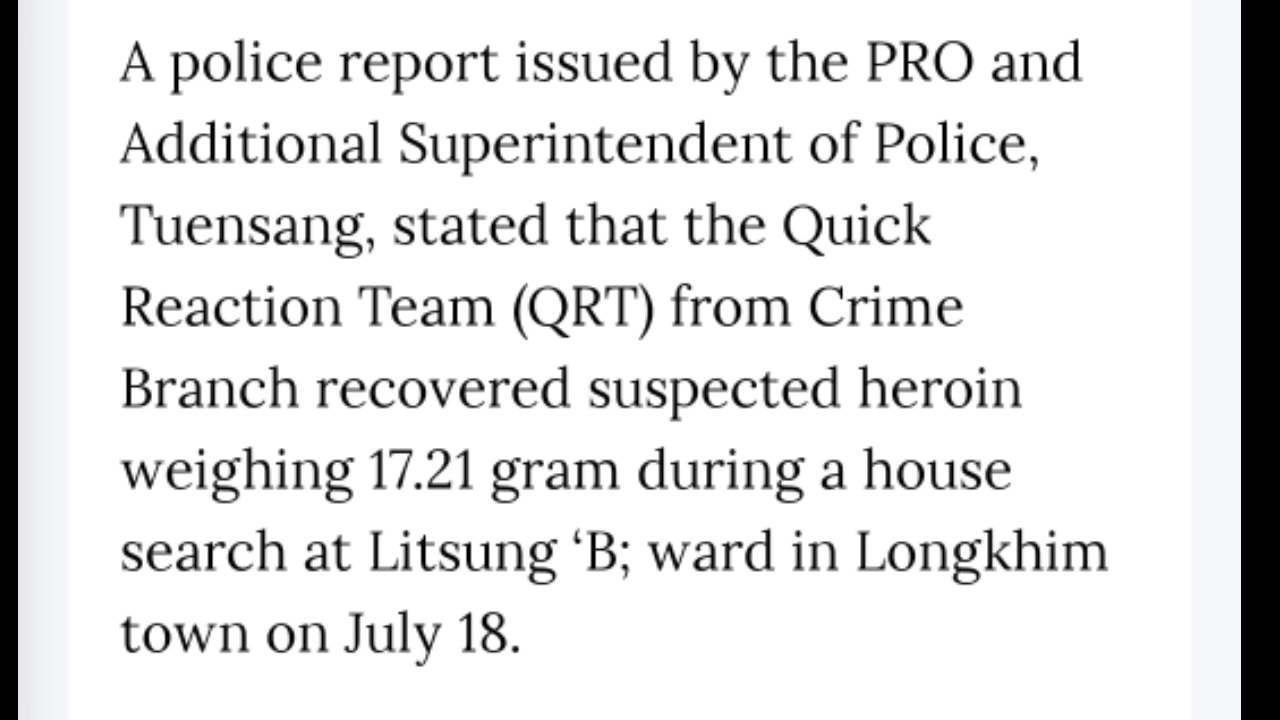 A police report issued by the PRO and
Additional Superintendent of Police,
Tuensang, stated that the Quick
Reaction Team (QRT) from Crime
Branch recovered suspected heroin
weighing 17.21 gram during a house
search at Litsung ‘B; ward in Longkhim
town on July 18.